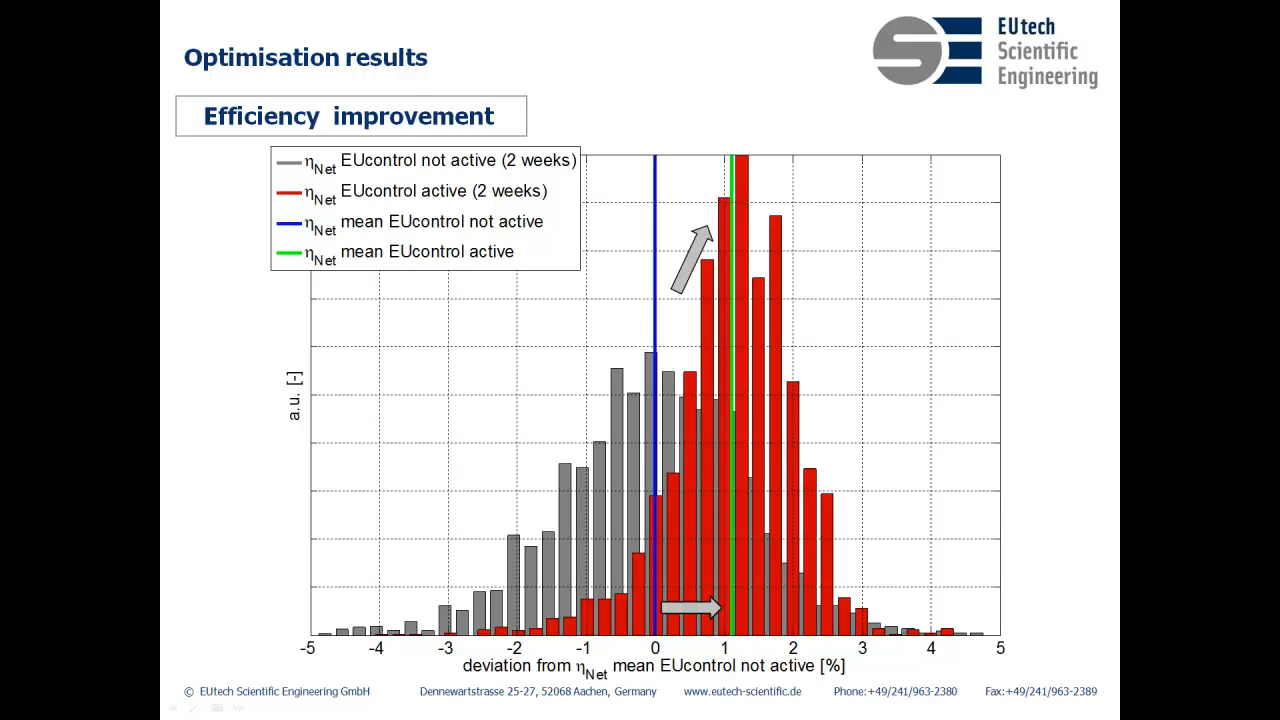 Optimisation results
EUtech
Scientific
Engineering
Efficiency improvement
ηNet EUcontrol not active (2 weeks)
ηNet EUcontrol active (2 weeks)
ηNet mean EUcontrol not active
ηNet mean EUcontrol active
a.u. [-]
-5 -4 -3 -2 -1 0 1 2 3 4 5
deviation from ηNet mean EUcontrol not active [%]
© EUtech Scientific Engineering GmbH Dennewartstrasse 25-27, 52068 Aachen, Germany www.eutech-scientific.de Phone:+49/241/963-2380 Fax:+49/241/963-2389